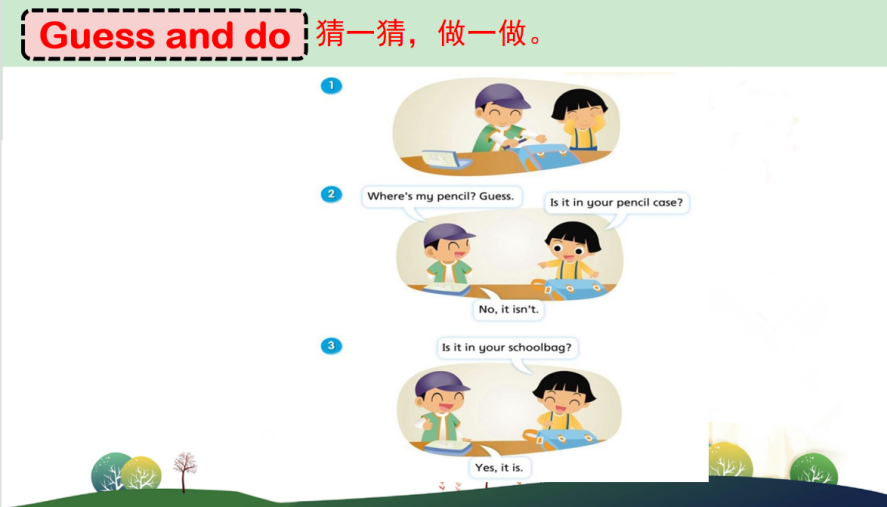 Guess and do 猜一猜，做一做。
1
2
Where's my pencil? Guess.
Is it in your pencil case?
No, it isn't.
3
Is it in your schoolbag?
Yes, it is.